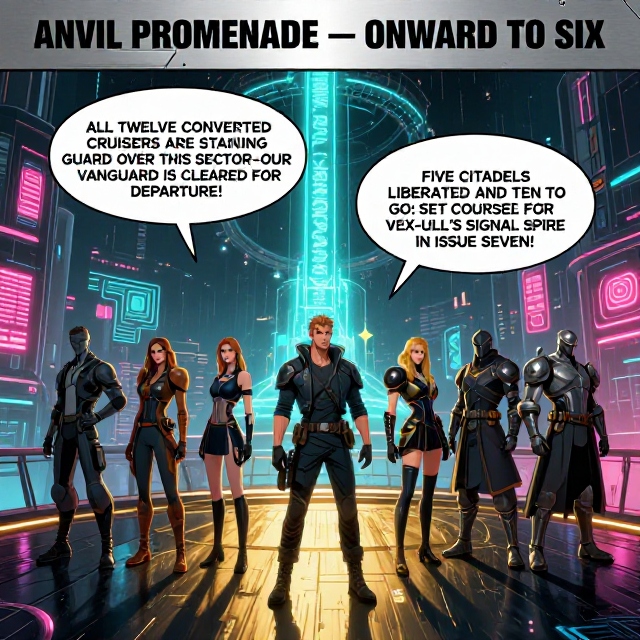 ANVIL PROMENADE — ONWARD TO SIX
ALL TWELVE CONVERTED
CRUISERS ARE STANING
GUARD OVER THIS SECTOR–OUR
VANGUARD IS CLEARED FOR
DEPARTURE!
FIVE CITADELS
LIBERATED AND TEN TO
GO: SET COURSEE FOR
VEX–ULL'S SIGNAL SPIRE
IN ISSUE SEVEN!